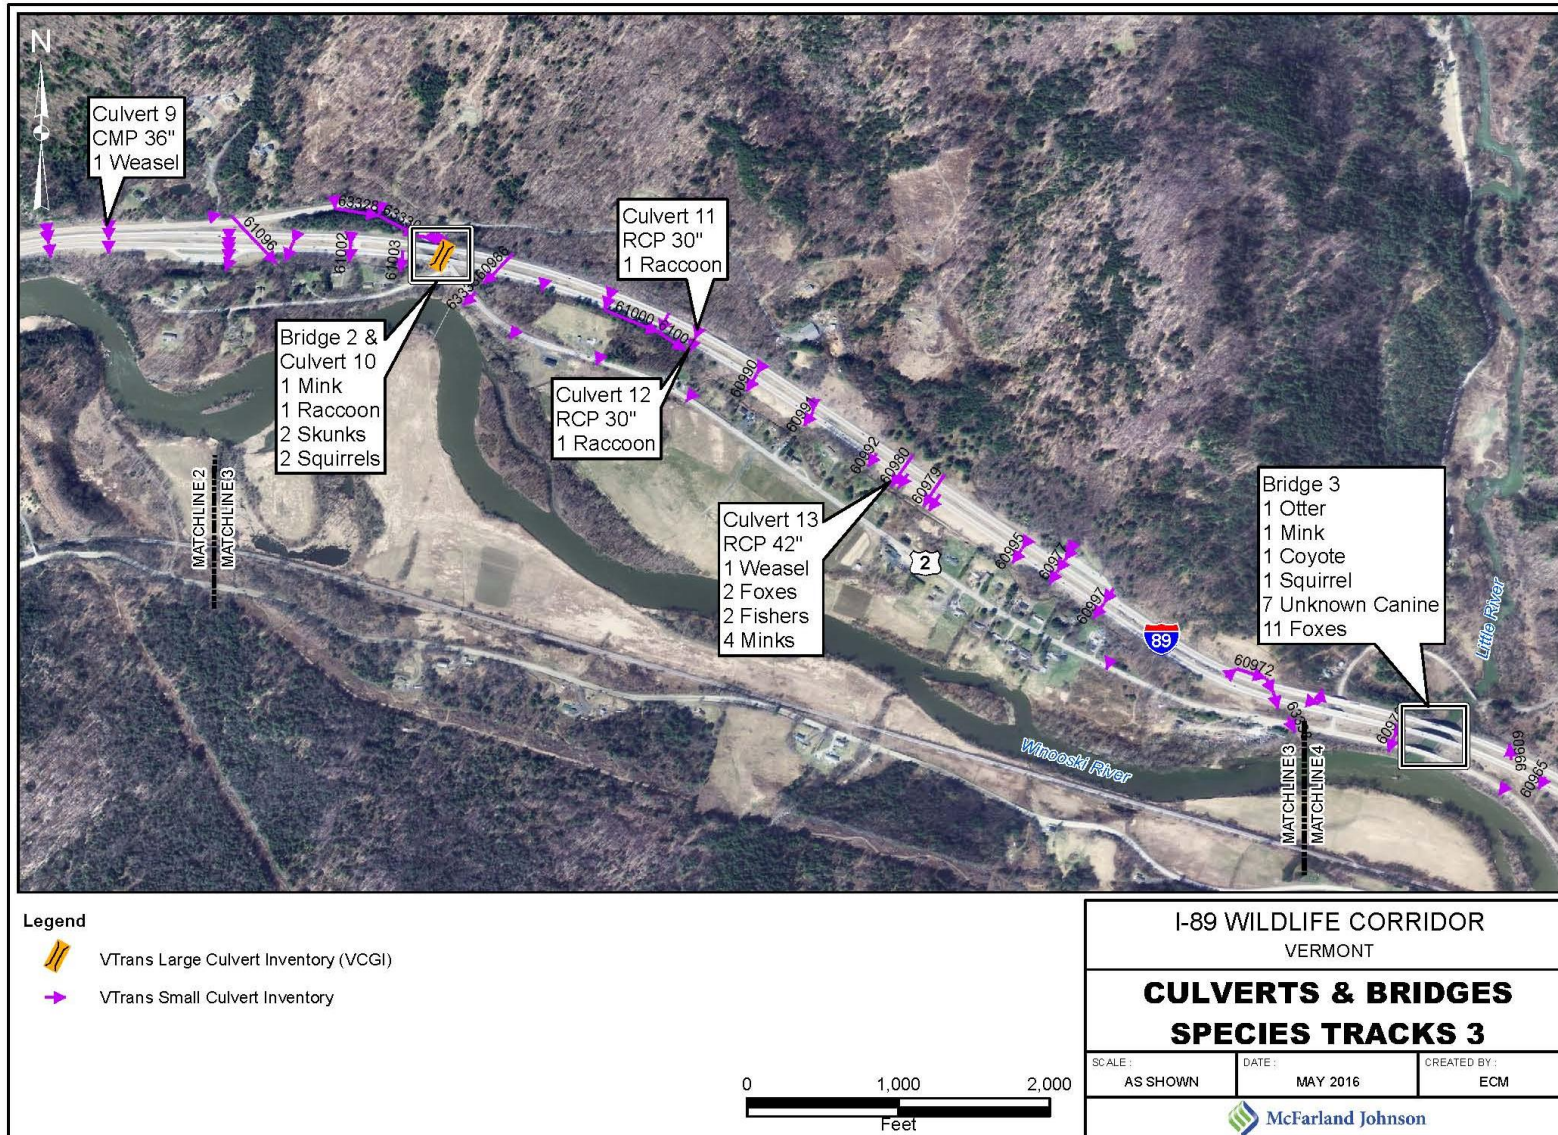 N
Culvert 9
CMP 36"
1 Weasel
Culvert 11
RCP 30"
1 Raccoon
Bridge 2 &
Culvert 10
1 Mink
1 Raccoon
2 Skunks
2 Squirrels
Culvert 12
RCP 30"
1 Raccoon
Culvert 13
RCP 42"
1 Weasel
2 Foxes
2 Fishers
4 Minks
Bridge 3
1 Otter
1 Mink
1 Coyote
1 Squirrel
7 Unknown Canine
11 Foxes
61096
63328
61002
61003
60986
61000
60990
60991
60992
60980
60979
60995
60997
60972
60966
60965
2
89
Winooski River
Little River
MATCHLINE 2
MATCHLINE 3
MATCHLINE 3
MATCHLINE 4
Legend
VTrans Large Culvert Inventory (VCGI)
VTrans Small Culvert Inventory
0 1,000 2,000
Feet
I-89 WILDLIFE CORRIDOR
VERMONT
CULVERTS & BRIDGES
SPECIES TRACKS 3
SCALE : DATE : CREATED BY :
AS SHOWN MAY 2016 ECM
McFarland Johnson